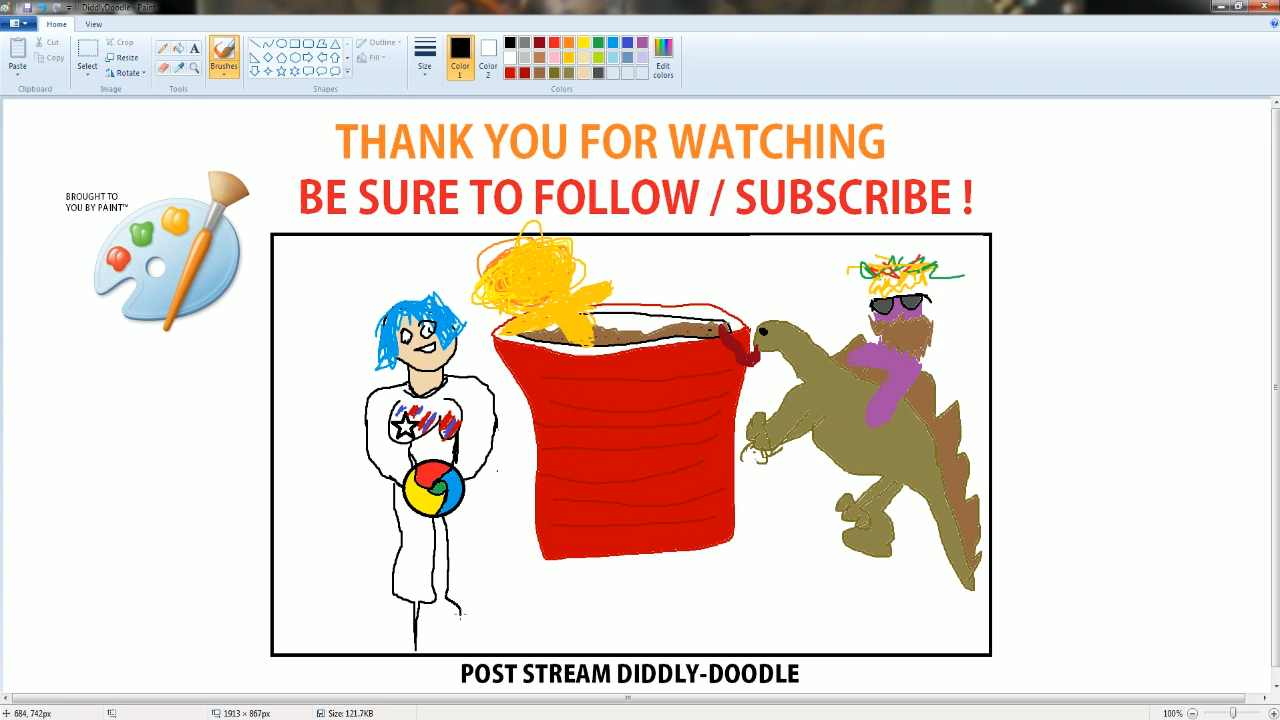 DiddlyDoodle - Paint
Home
View
Paste
Cut
Copy
Clipboard
Select
Crop
Resize
Rotate
Image
A
Tools
Brushes
Outline
Fill
Shapes
Size
Color 1
Color 2
Edit colors
Colors
THANK YOU FOR WATCHING
BE SURE TO FOLLOW / SUBSCRIBE !
BROUGHT TO
YOU BY PAINT™
POST STREAM DIDDLY-DOODLE
684, 742px
1913 × 867px
Size: 121.7KB
100%